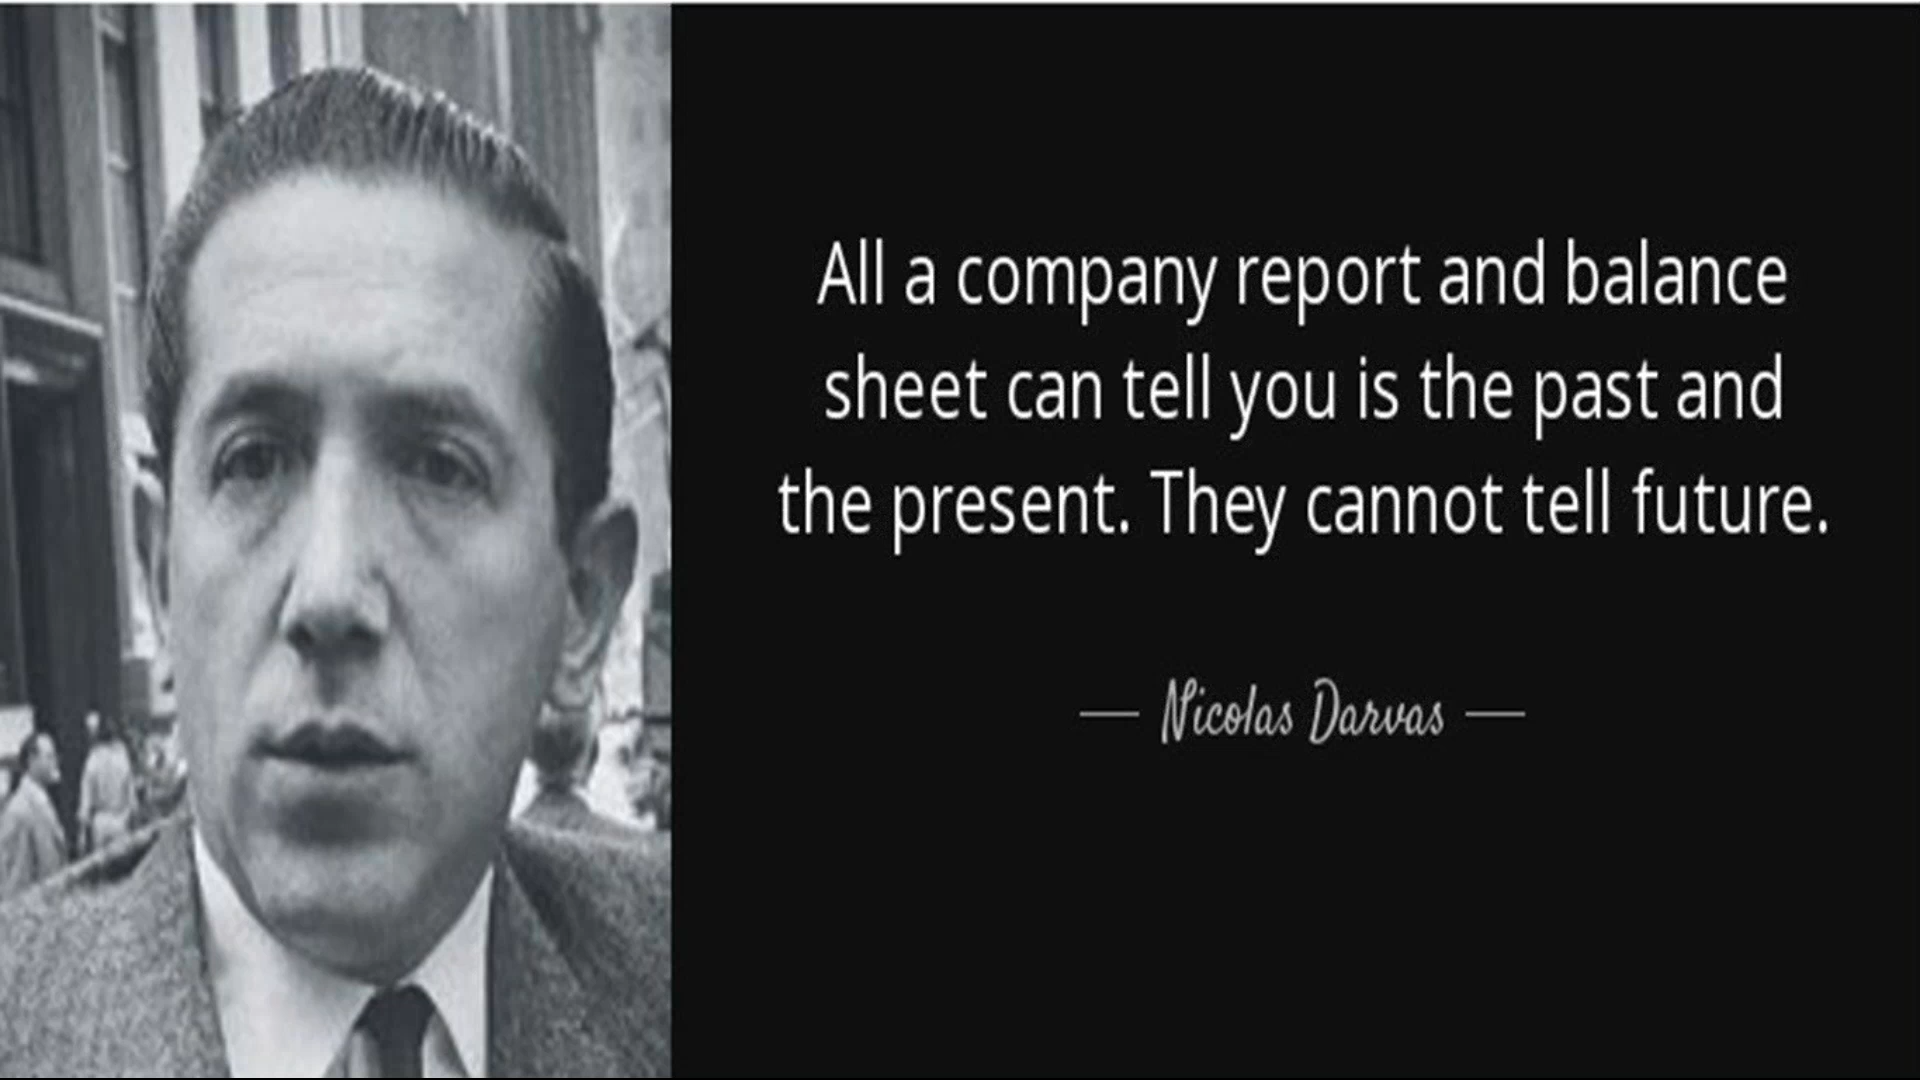 All a company report and balance
sheet can tell you is the past and
the present. They cannot tell future.
— Nicolas Darvas —